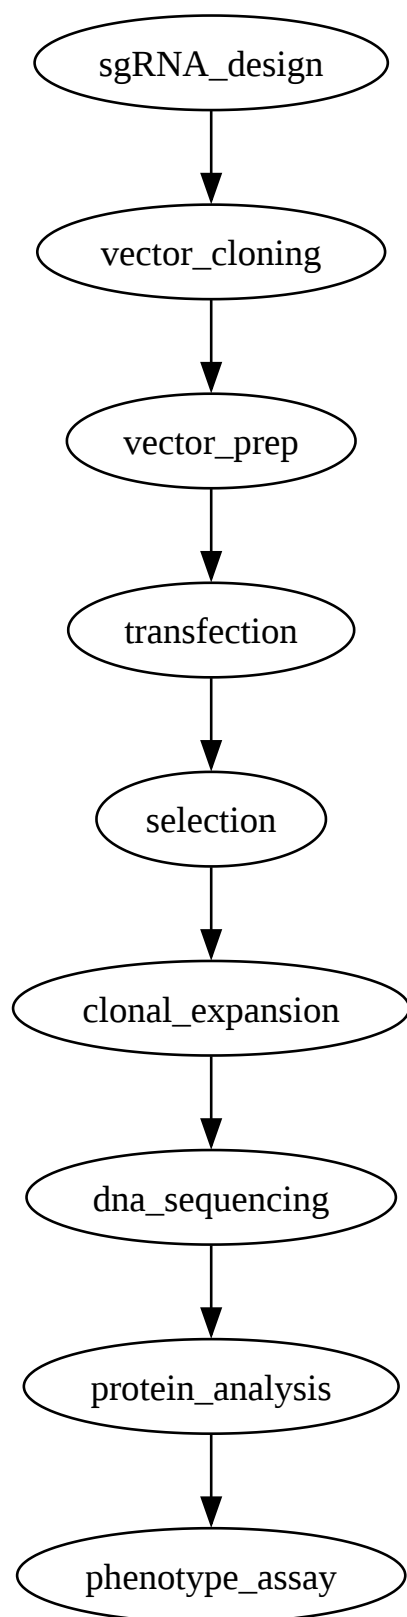 sgRNA_design
vector_cloning
vector_prep
transfection
selection
clonal_expansion
dna_sequencing
protein_analysis
phenotype_assay